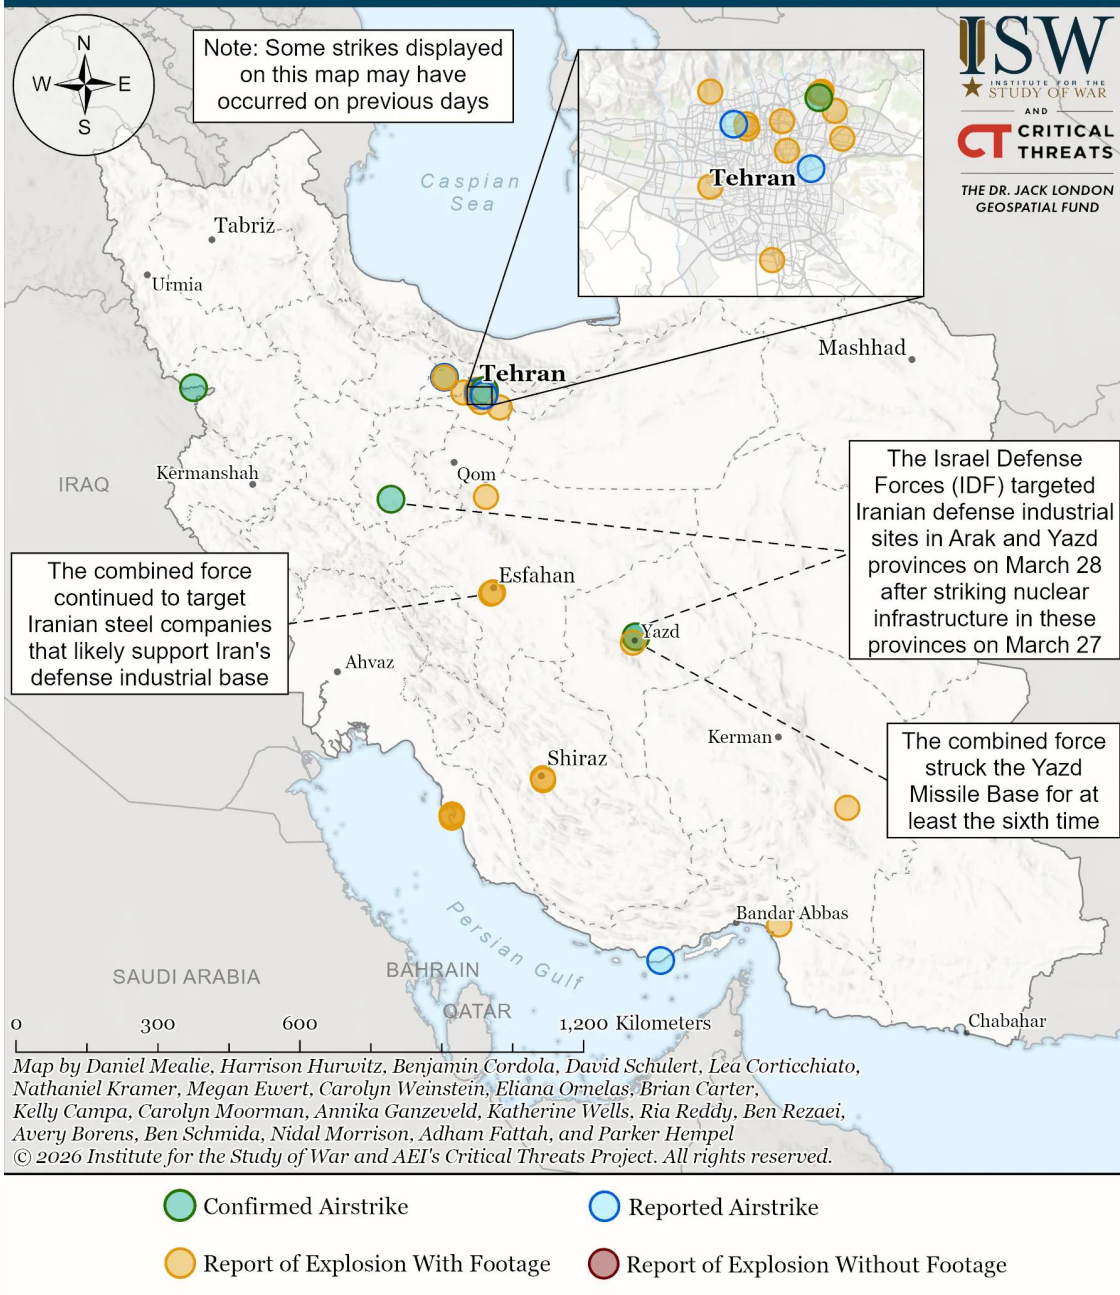 N
W
E
S
Note: Some strikes displayed
on this map may have
occurred on previous days
ISW
INSTITUTE FOR THE
STUDY OF WAR
AND
CT CRITICAL
THREATS
THE DR. JACK LONDON
GEOSPATIAL FUND
Tehran
Caspian
Sea
Tabriz
Urmia
Mashhad
Tehran
Kermanshah
Qom
IRAQ
The Israel Defense
Forces (IDF) targeted
Iranian defense industrial
sites in Arak and Yazd
provinces on March 28
after striking nuclear
infrastructure in these
provinces on March 27
The combined force
continued to target
Iranian steel companies
that likely support Iran's
defense industrial base
Esfahan
Yazd
Ahvaz
Kerman
The combined force
struck the Yazd
Missile Base for at
least the sixth time
Shiraz
Bandar Abbas
Persian Gulf
SAUDI ARABIA
BAHRAIN
QATAR
Chabahar
0 300 600 1,200 Kilometers
Map by Daniel Mealie, Harrison Hurwitz, Benjamin Cordola, David Schulert, Lea Corticchiato,
Nathaniel Kramer, Megan Ewert, Carolyn Weinstein, Eliana Ornelas, Brian Carter,
Kelly Campa, Carolyn Moorman, Annika Ganzeveld, Katherine Wells, Ria Reddy, Ben Rezaei,
Avery Borens, Ben Schmida, Nidal Morrison, Adham Fattah, and Parker Hempel
© 2026 Institute for the Study of War and AEI's Critical Threats Project. All rights reserved.
Confirmed Airstrike
Reported Airstrike
Report of Explosion With Footage
Report of Explosion Without Footage